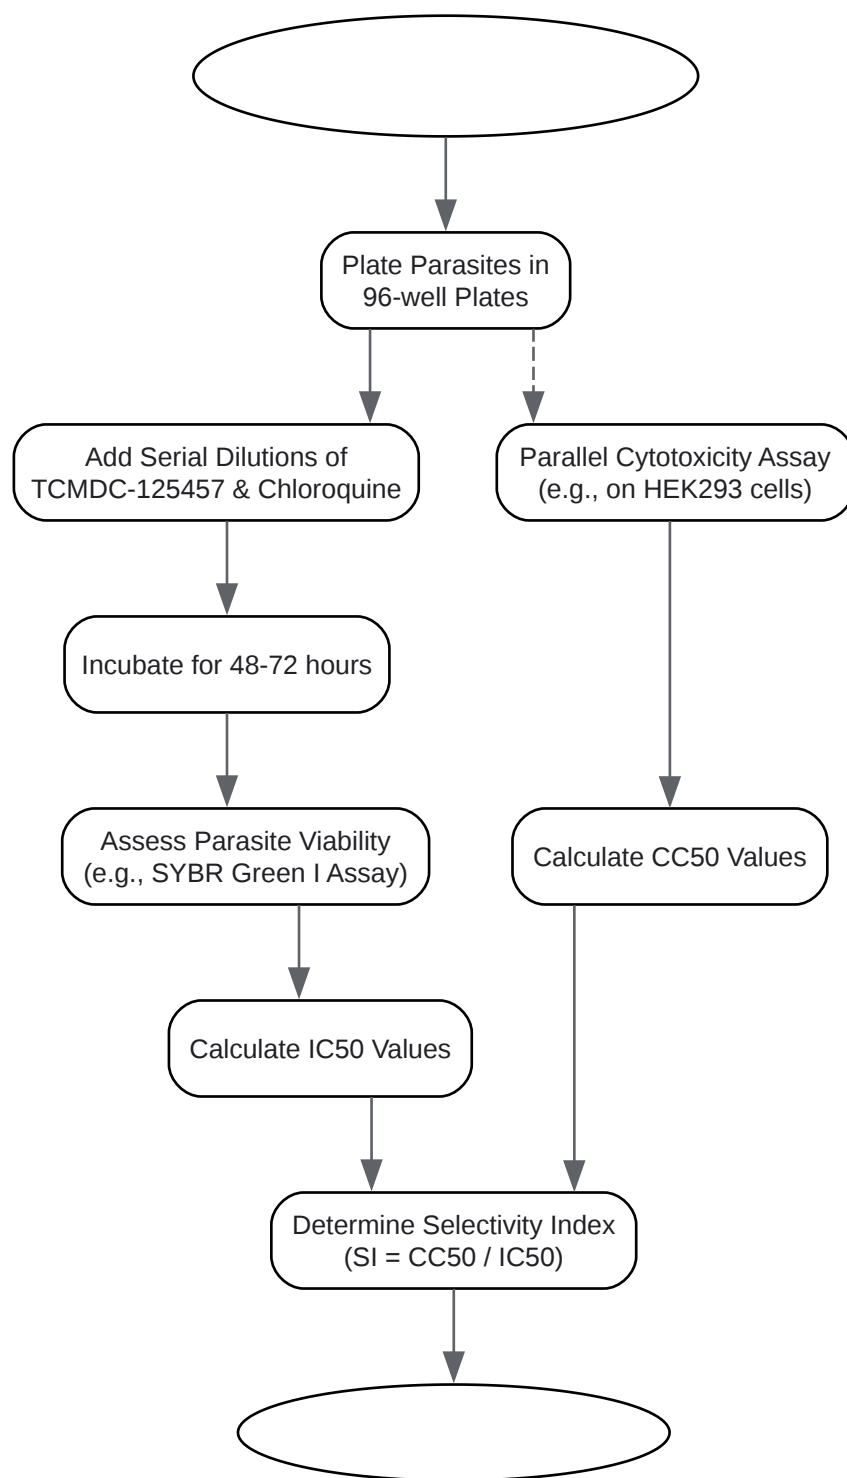 Plate Parasites in
96-well Plates
Add Serial Dilutions of
TCMDC-125457 & Chloroquine
Parallel Cytotoxicity Assay
(e.g., on HEK293 cells)
Incubate for 48-72 hours
Assess Parasite Viability
(e.g., SYBR Green I Assay)
Calculate CC50 Values
Calculate IC50 Values
Determine Selectivity Index
(SI = CC50 / IC50)